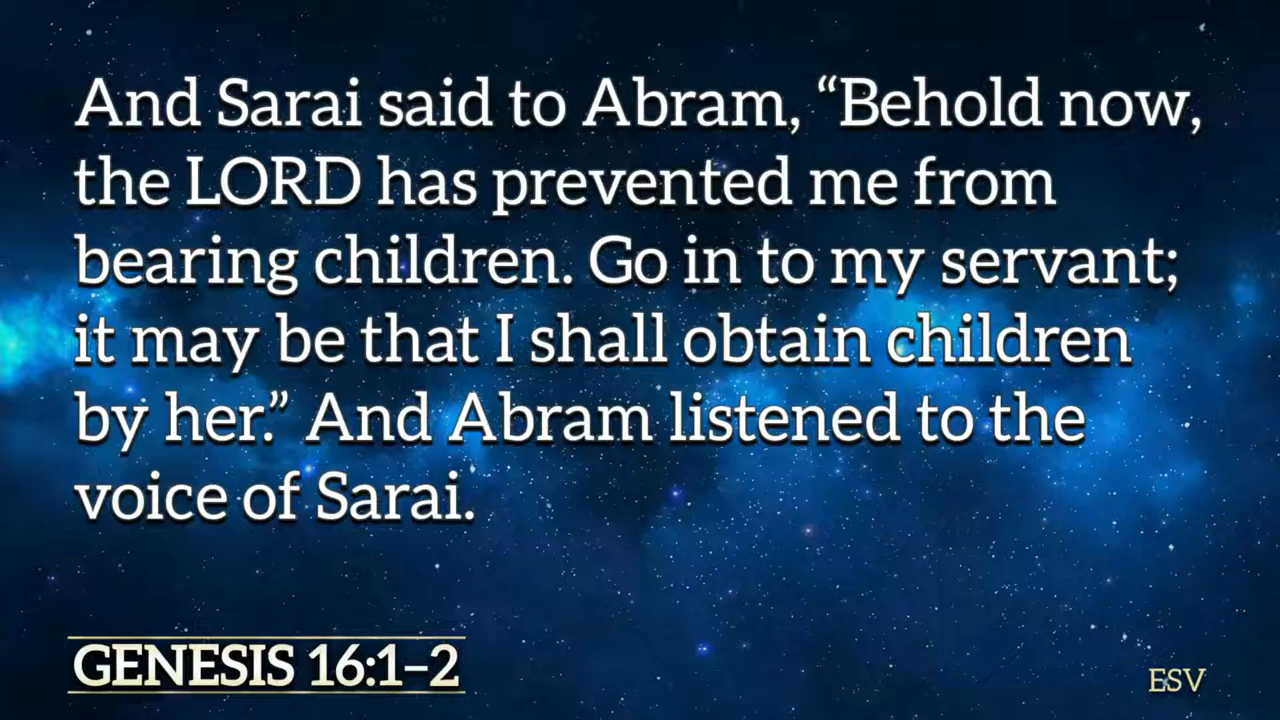 And Sarai said to Abram, “Behold now,
the LORD has prevented me from
bearing children. Go in to my servant;
it may be that I shall obtain children
by her.” And Abram listened to the
voice of Sarai.
GENESIS 16:1–2
ESV